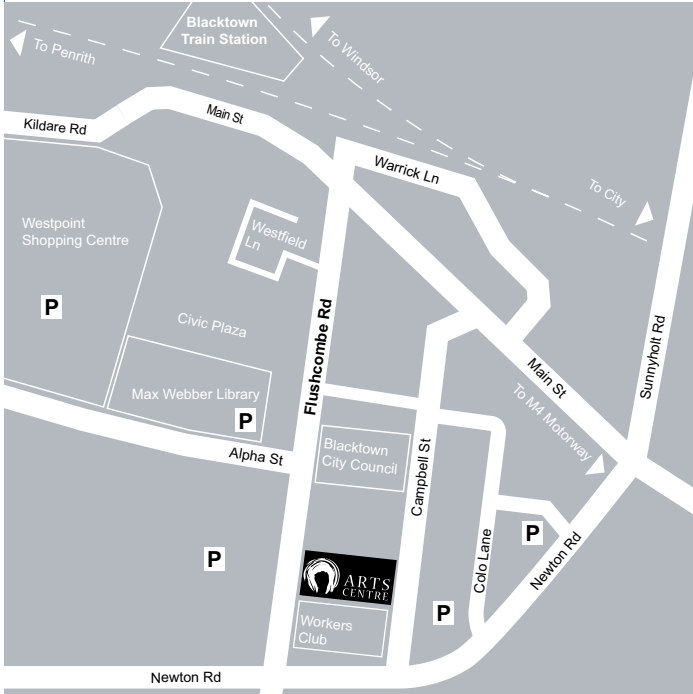 Blacktown
Train Station
To Penrith
To Windsor
Kildare Rd
Main St
Warrick Ln
To City
Westpoint
Shopping Centre
Westfield
Ln
P
Civic Plaza
Flushcombe Rd
Sunnyholt Rd
Max Webber Library
P
Main St
To M4 Motorway
Alpha St
Blacktown
City Council
Campbell St
P
P
Colo Lane
Newton Rd
ARTS
CENTRE
P
Workers
Club
Newton Rd